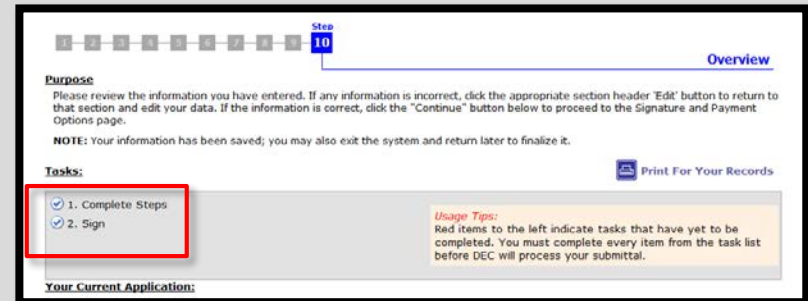 Step
1 2 3 4 5 6 7 8 9 10
Overview
Purpose
Please review the information you have entered. If any information is incorrect, click the appropriate section header 'Edit' button to return to
that section and edit your data. If the information is correct, click the "Continue" button below to proceed to the Signature and Payment
Options page.
NOTE: Your information has been saved; you may also exit the system and return later to finalize it.
Tasks:
Print For Your Records
1. Complete Steps
2. Sign
Usage Tips:
Red items to the left indicate tasks that have yet to be
completed. You must complete every item from the task list
before DEC will process your submittal.
Your Current Application: